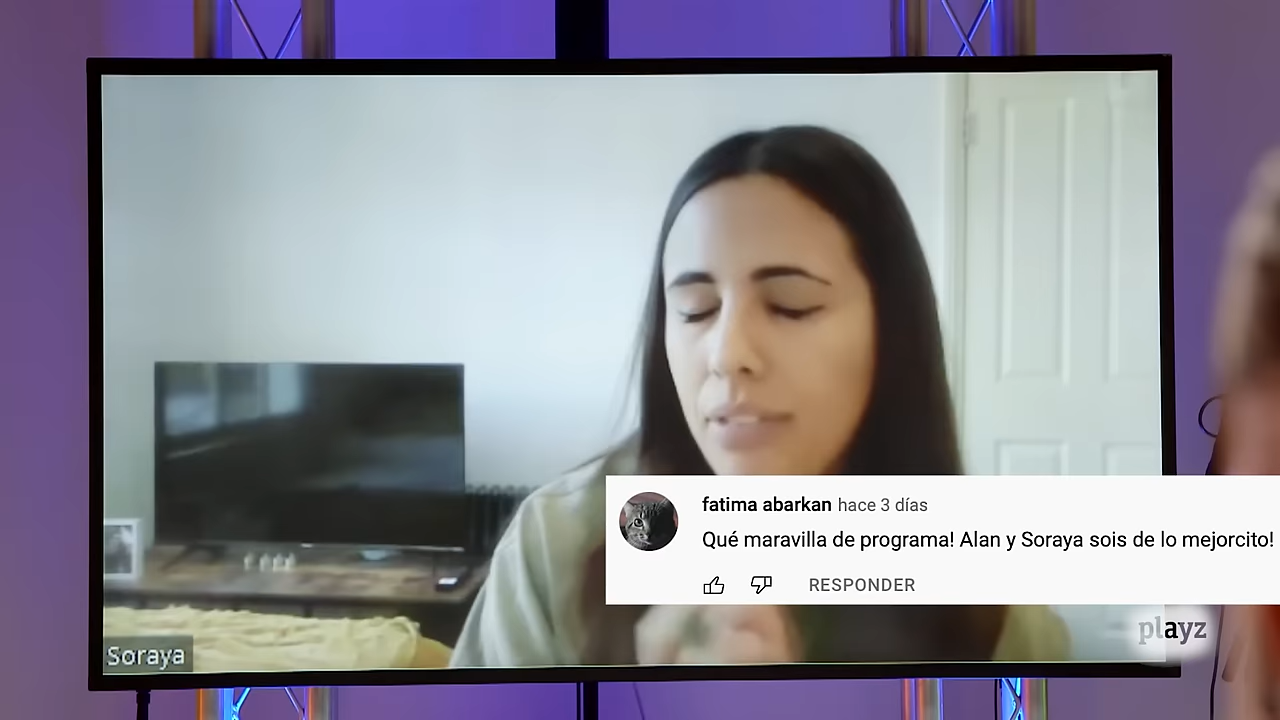 fatima abarkan hace 3 días
Qué maravilla de programa! Alan y Soraya sois de lo mejorcito!
RESPONDER
playz
Soraya